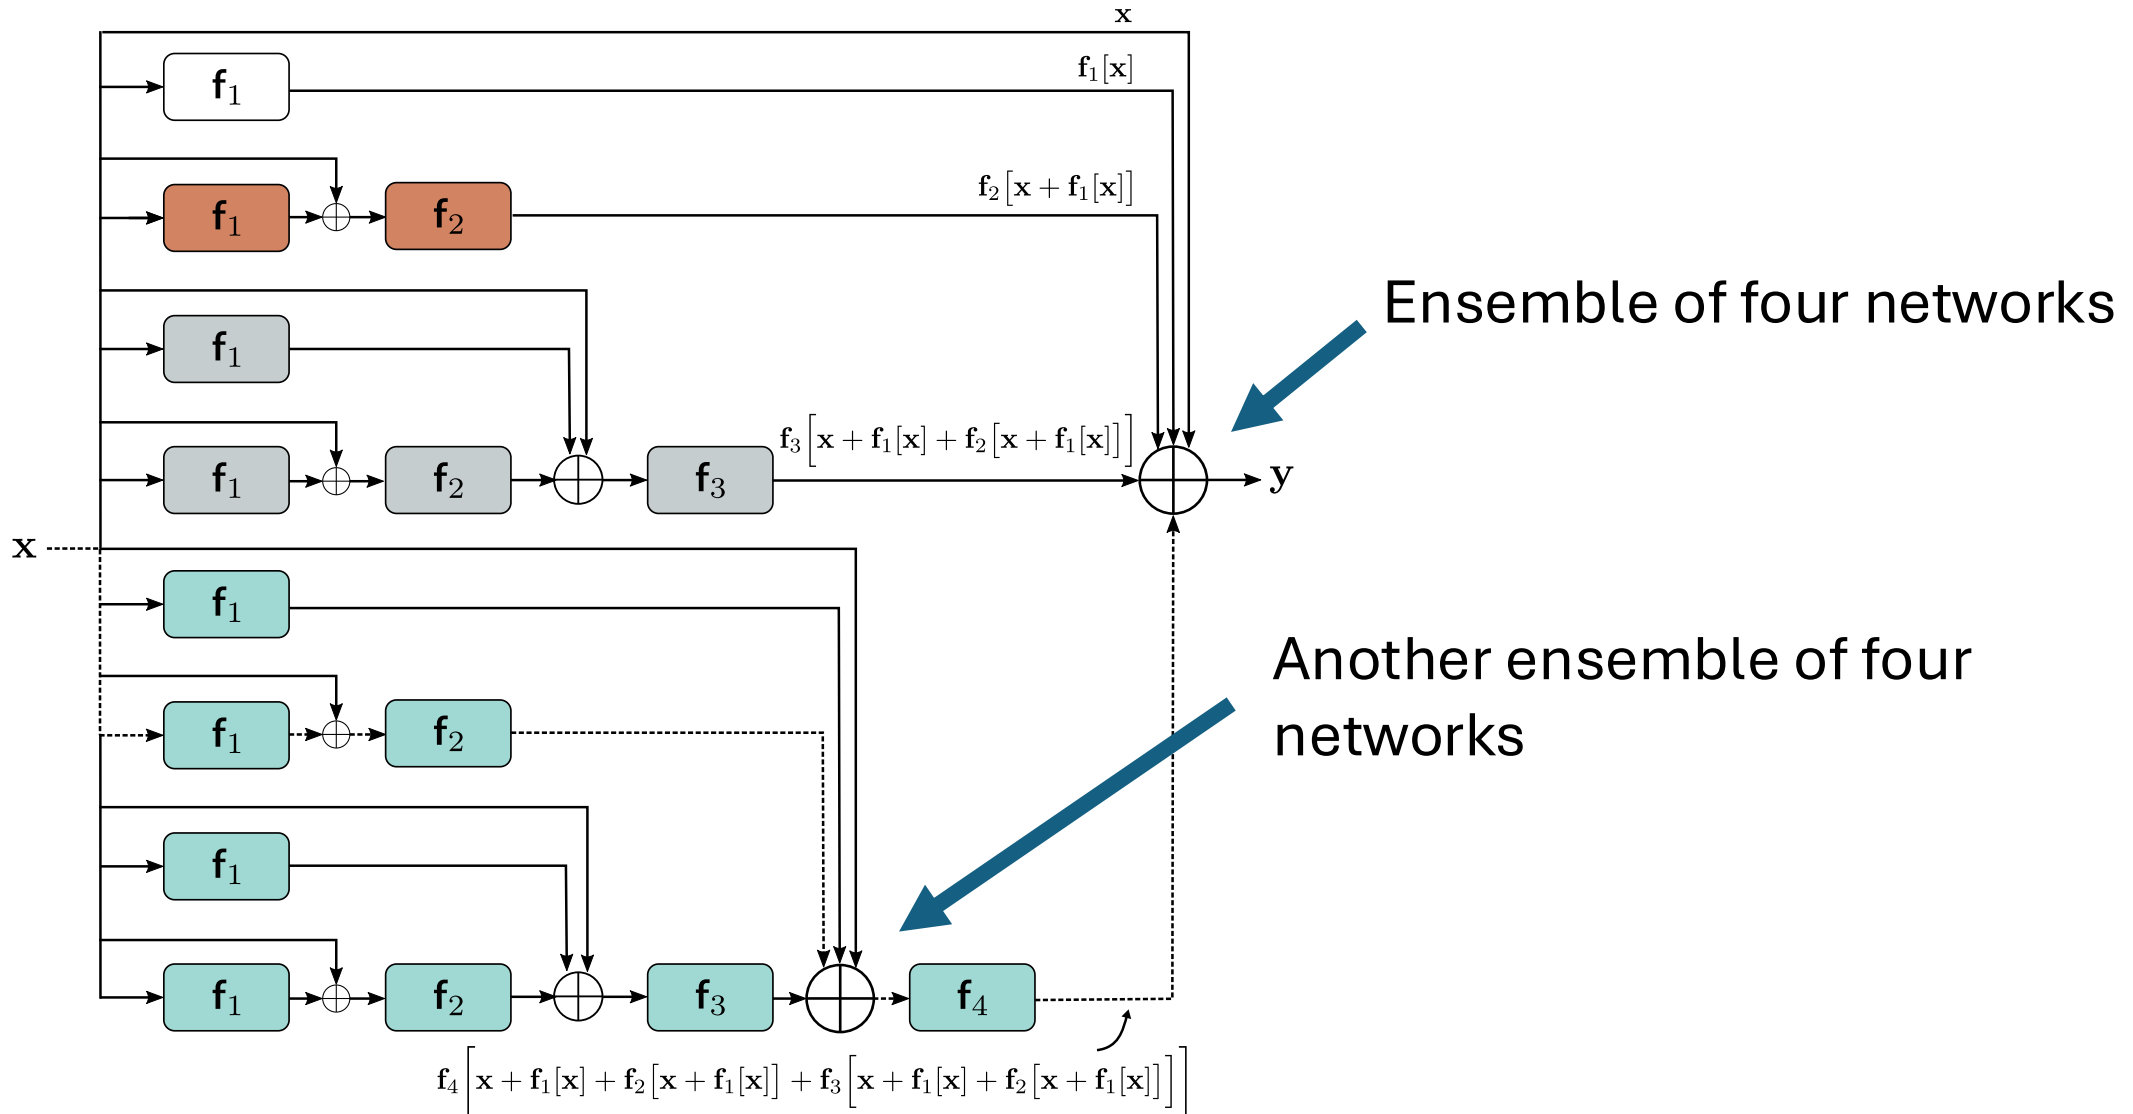 x
f₁[x]
f₁
f₂[x + f₁[x]]
f₁ f₂
Ensemble of four networks
f₁
f₃[x + f₁[x] + f₂[x + f₁[x]]]
f₁ f₂ f₃ y
x
f₁
Another ensemble of four
networks
f₁ f₂
f₁
f₁ f₂ f₃ f₄
f₄[x + f₁[x] + f₂[x + f₁[x]] + f₃[x + f₁[x] + f₂[x + f₁[x]]]]